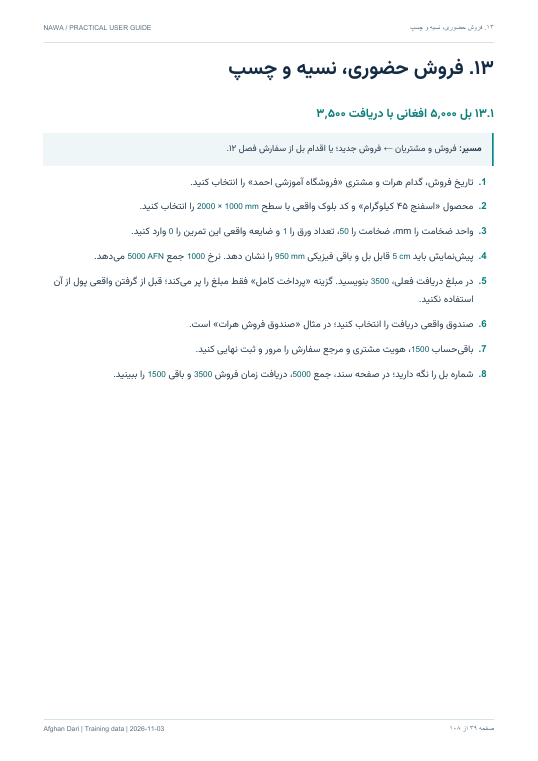 NAWA / PRACTICAL USER GUIDE
۱۳. فروش حضوری، نسیه و چسپ
۱۳. فروش حضوری، نسیه و چسپ
۱۳.۱ بل ۵,۰۰۰ افغانی با دریافت ۳,۵۰۰
مسیر: فروش و مشتریان ← فروش جدید؛ یا اقدام بل از سفارش فصل ۱۲.
1. تاریخ فروش، گدام هرات و مشتری «فروشگاه آموزشی احمد» را انتخاب کنید.
2. محصول «اسفنج ۴۵ کیلوگرام» و کد بلوک واقعی با سطح 2000 × 1000 mm را انتخاب کنید.
3. واحد ضخامت را mm، ضخامت را 50، تعداد ورق را 1 و ضایعه واقعی این تمرین را 0 وارد کنید.
4. پیش‌نمایش باید 5 cm قابل بل و باقی فیزیکی 950 mm را نشان دهد. نرخ 1000 جمع 5000 AFN می‌دهد.
5. در مبلغ دریافت فعلی، 3500 بنویسید. گزینه «پرداخت کامل» فقط مبلغ را پر می‌کند؛ قبل از گرفتن واقعی پول از آن
استفاده نکنید.
6. صندوق واقعی دریافت را انتخاب کنید؛ در مثال «صندوق فروش هرات» است.
7. باقی‌حساب 1500، هویت مشتری و مرجع سفارش را مرور و ثبت نهایی کنید.
8. شماره بل را نگه دارید؛ در صفحه سند، جمع 5000، دریافت زمان فروش 3500 و باقی 1500 را ببینید.
Afghan Dari | Training data | 2026-11-03
صفحه ۳۹ از ۱۰۸